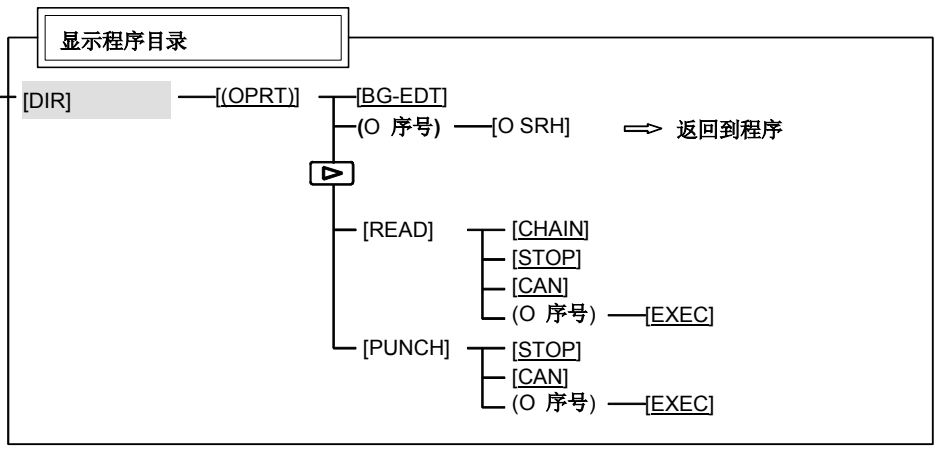 显示程序目录
[DIR] [(OPRT)] [BG-EDT]
(O 序号) [O SRH] 返回到程序
[READ] [CHAIN]
[STOP]
[CAN]
(O 序号) [EXEC]
[PUNCH] [STOP]
[CAN]
(O 序号) [EXEC]